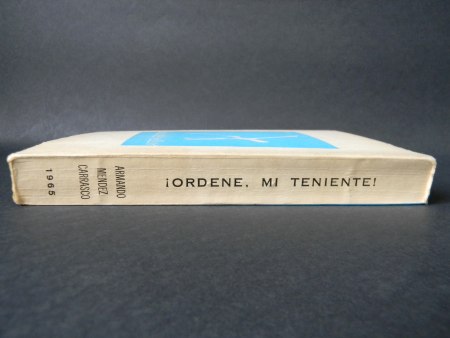 ARMANDO
MENDEZ
CARRASCO
1965
¡ORDENE, MI TENIENTE!